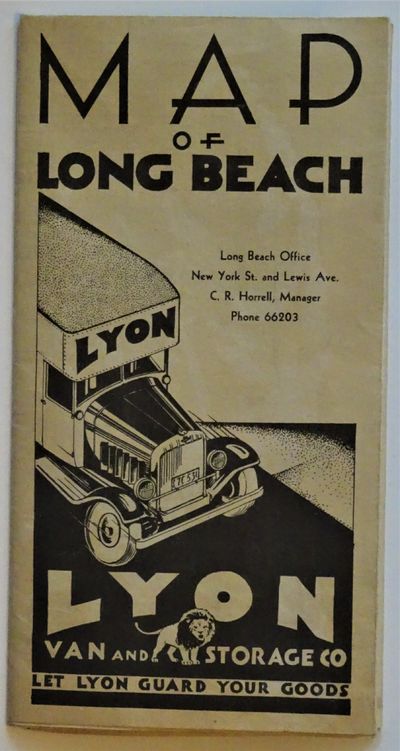 MAP
OF
LONG BEACH
Long Beach Office
New York St. and Lewis Ave.
C. R. Horrell, Manager
Phone 66203
LYON
LYON
VAN AND STORAGE CO
LET LYON GUARD YOUR GOODS